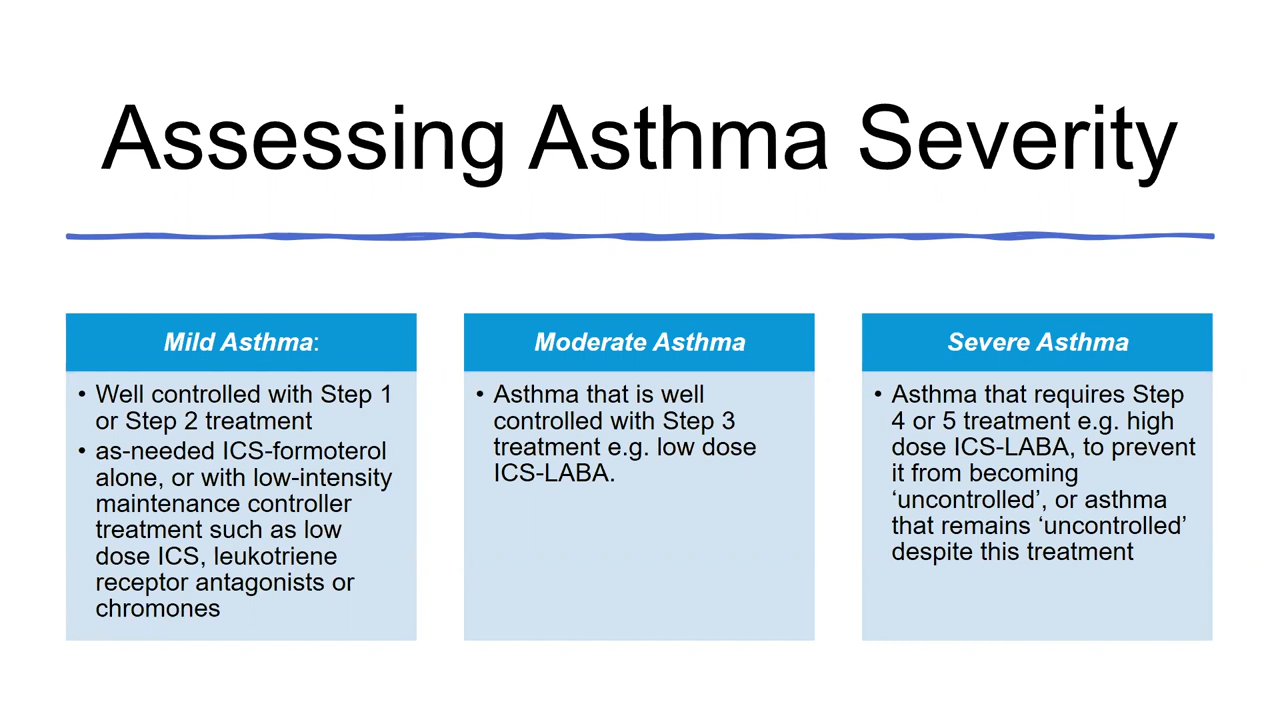 Assessing Asthma Severity
Mild Asthma:
• Well controlled with Step 1
or Step 2 treatment
• as-needed ICS-formoterol
alone, or with low-intensity
maintenance controller
treatment such as low
dose ICS, leukotriene
receptor antagonists or
chromones
Moderate Asthma
• Asthma that is well
controlled with Step 3
treatment e.g. low dose
ICS-LABA.
Severe Asthma
• Asthma that requires Step
4 or 5 treatment e.g. high
dose ICS-LABA, to prevent
it from becoming
‘uncontrolled’, or asthma
that remains ‘uncontrolled’
despite this treatment